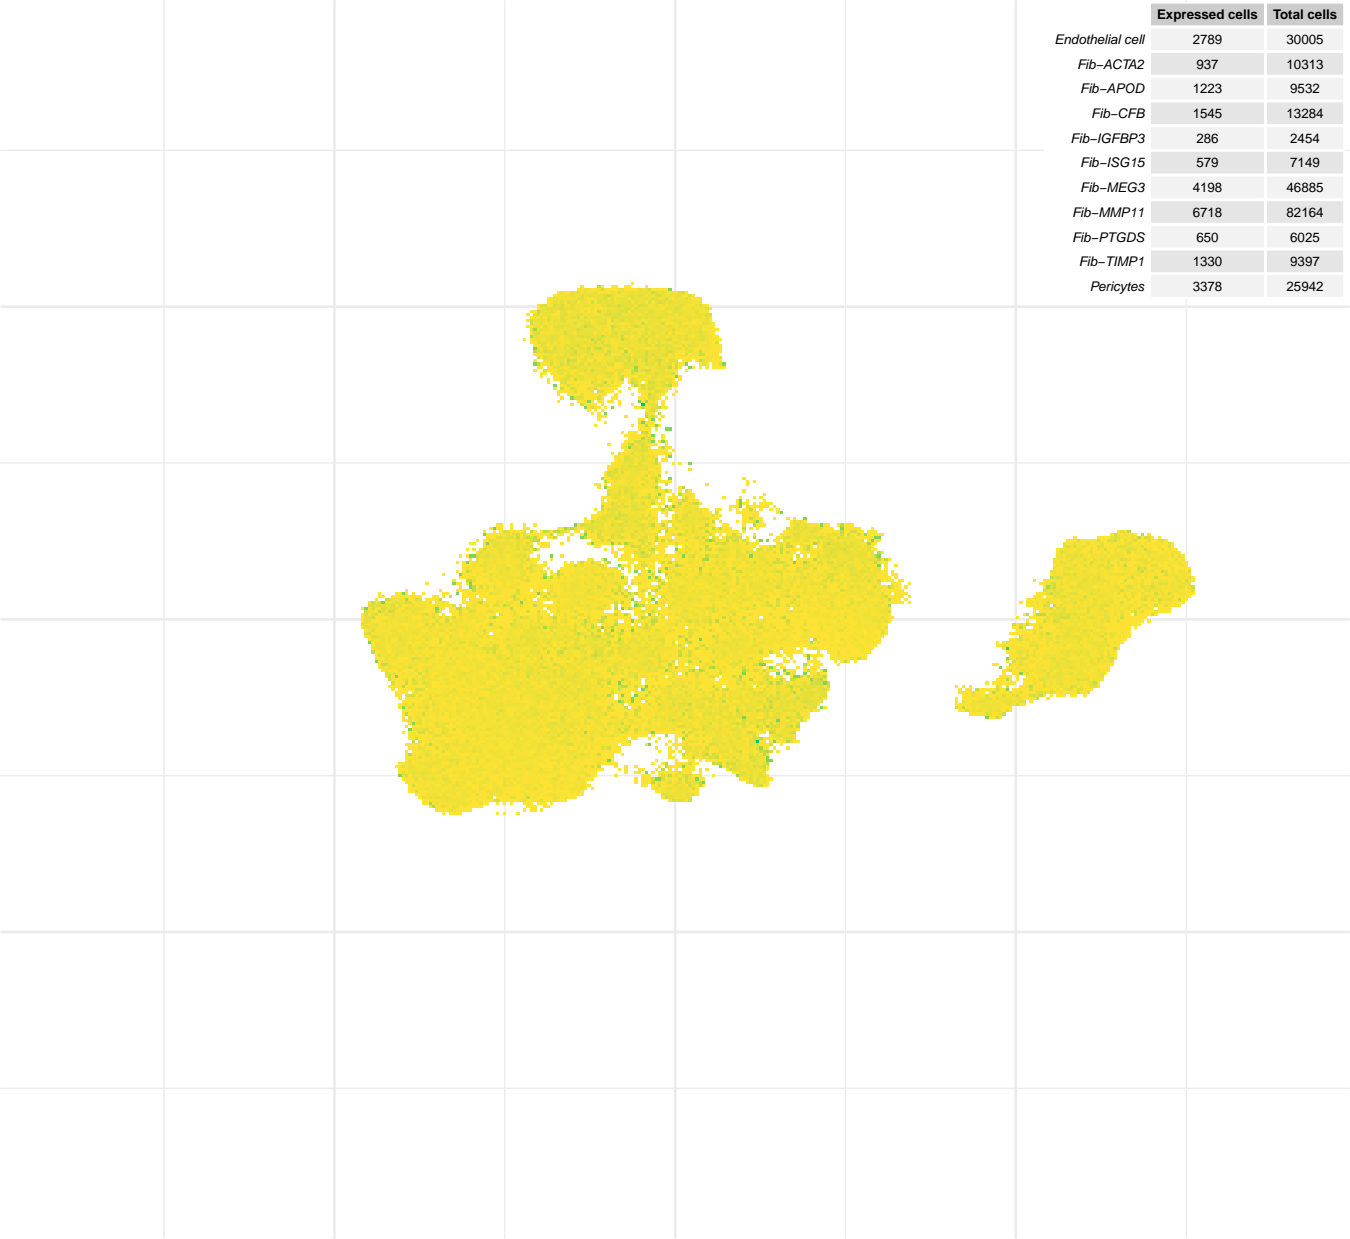 Expressed cells Total cells
Endothelial cell 2789 30005
Fib−ACTA2 937 10313
Fib−APOD 1223 9532
Fib−CFB 1545 13284
Fib−IGFBP3 286 2454
Fib−ISG15 579 7149
Fib−MEG3 4198 46885
Fib−MMP11 6718 82164
Fib−PTGDS 650 6025
Fib−TIMP1 1330 9397
Pericytes 3378 25942